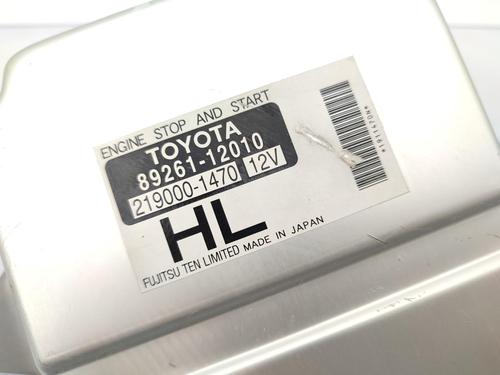 ENGINE STOP AND START
TOYOTA
89261-12010
219000-1470 12V
HL
FUJITSU TEN LIMITED MADE IN JAPAN